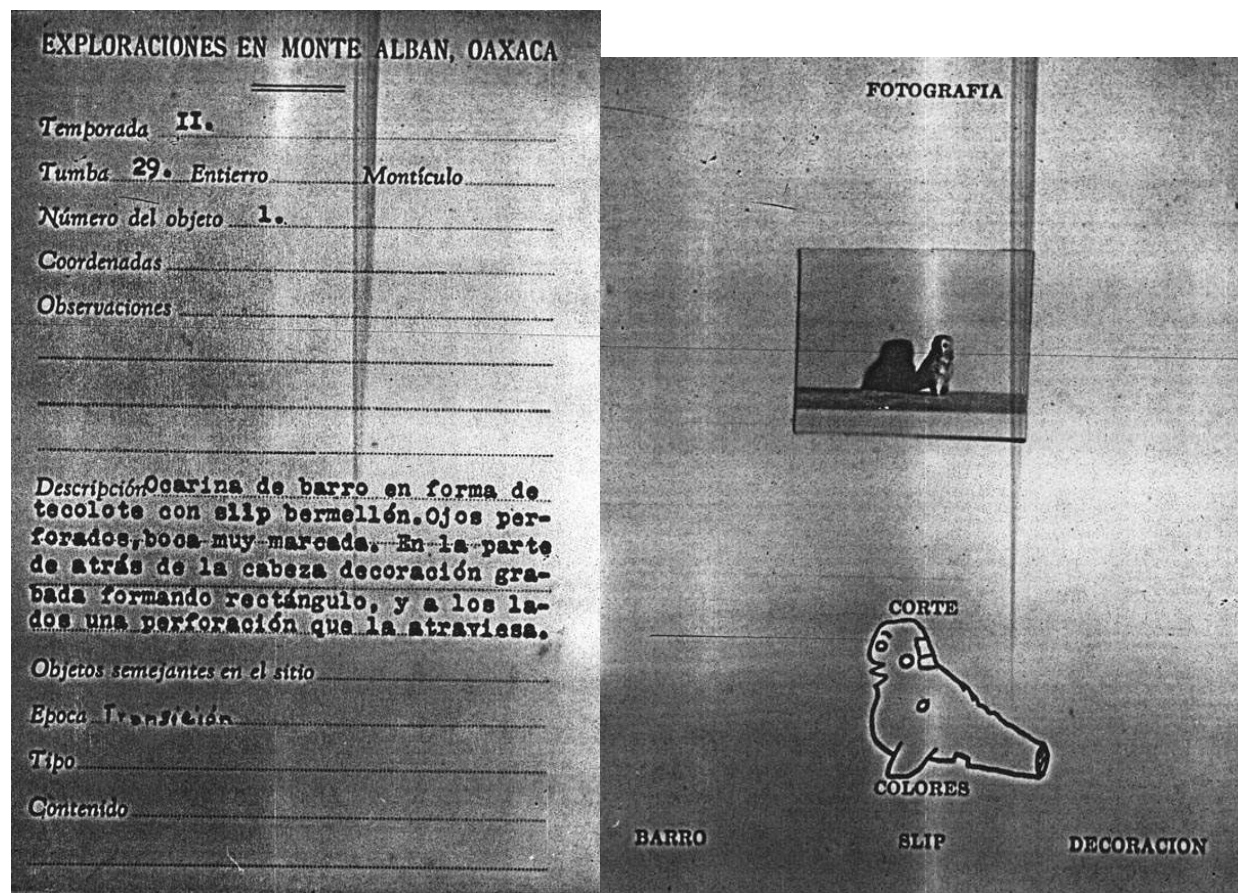 EXPLORACIONES EN MONTE ALBAN, OAXACA
Temporada II.
Tumba 29. Entierro Montículo
Número del objeto 1.
Coordenadas
Observaciones
Descripción Ocarina de barro en forma de
tecolote con slip bermellón.Ojos per-
forados,boca muy marcada. En la parte
de atrás de la cabeza decoración gra-
bada formando rectángulo, y a los la-
dos una perforación que la atraviesa.
Objetos semejantes en el sitio
Epoca Transición
Tipo
Contenido
FOTOGRAFIA
CORTE
COLORES
BARRO SLIP DECORACION